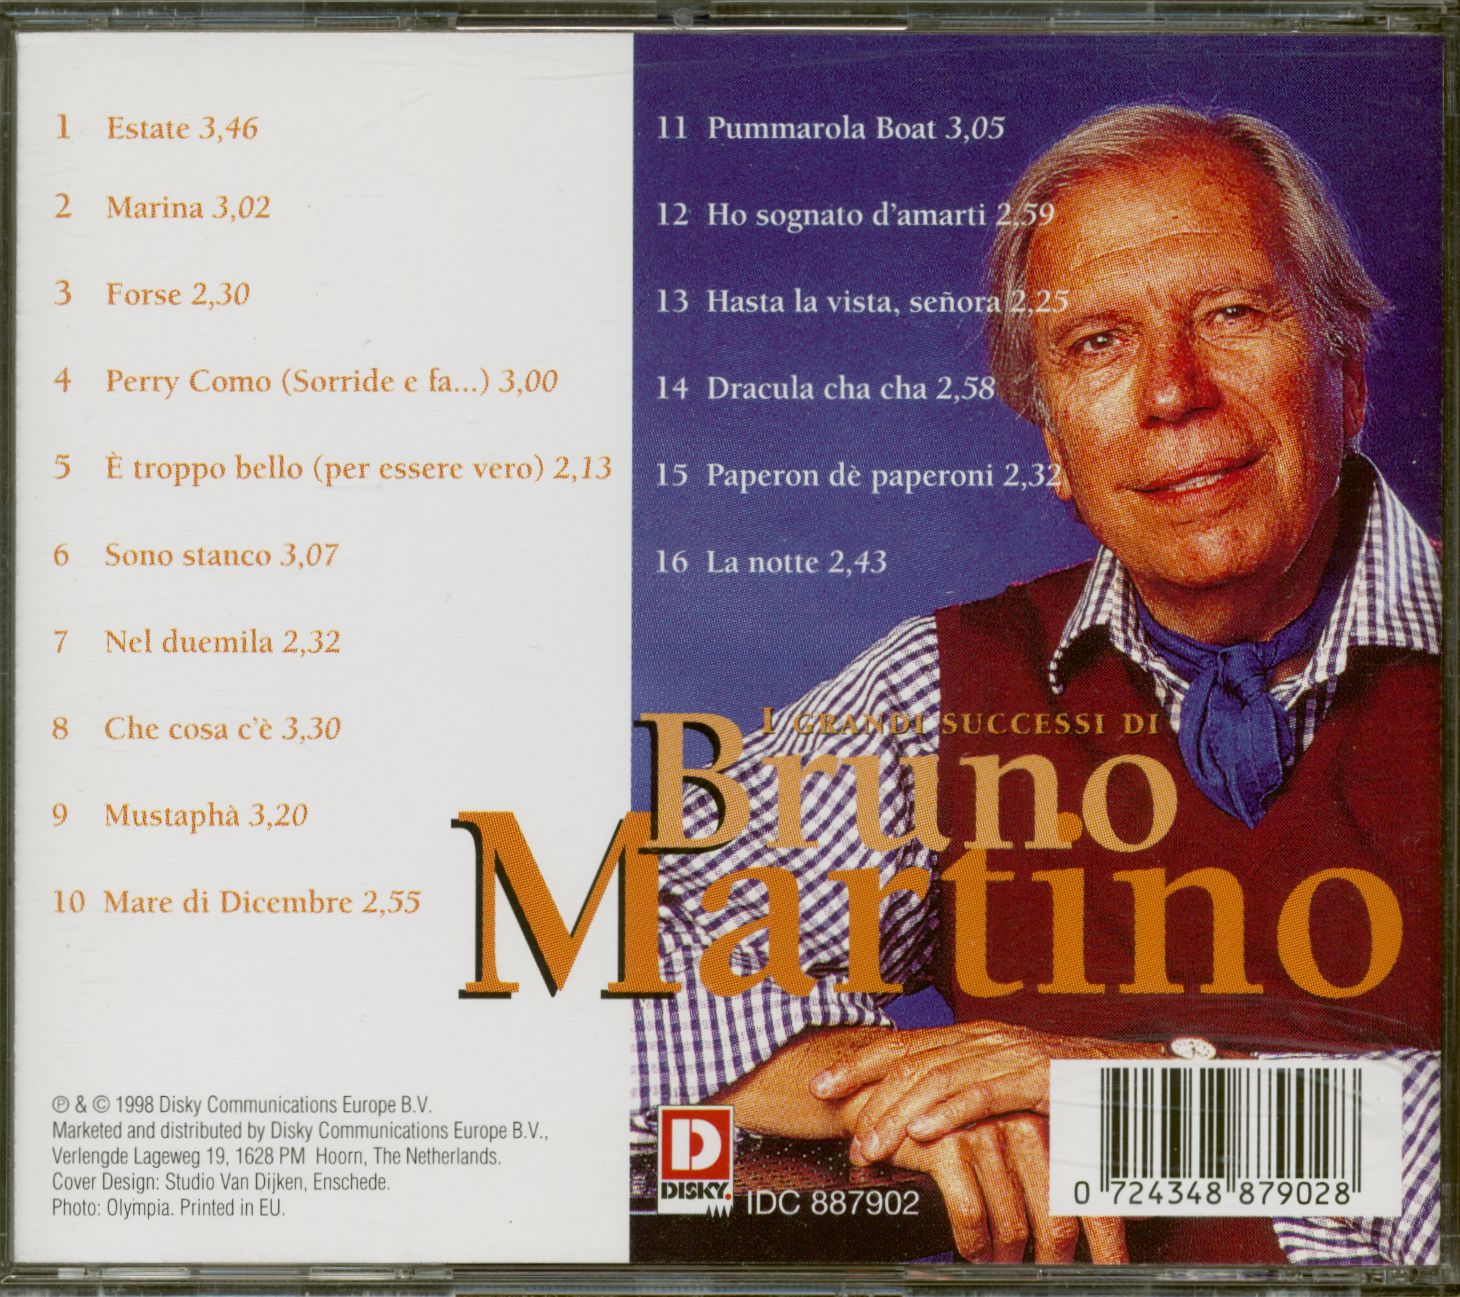 1 Estate 3,46
2 Marina 3,02
3 Forse 2,30
4 Perry Como (Sorride e fa...) 3,00
5 È troppo bello (per essere vero) 2,13
6 Sono stanco 3,07
7 Nel duemila 2,32
8 Che cosa c'è 3,30
9 Mustaphà 3,20
10 Mare di Dicembre 2,55
11 Pummarola Boat 3,05
12 Ho sognato d'amarti 2,59
13 Hasta la vista, señora 2,25
14 Dracula cha cha 2,58
15 Paperon dè paperoni 2,32
16 La notte 2,43
I GRANDI SUCCESSI DI
Bruno
Martino
℗ & © 1998 Disky Communications Europe B.V.
Marketed and distributed by Disky Communications Europe B.V.,
Verlengde Lageweg 19, 1628 PM Hoorn, The Netherlands.
Cover Design: Studio Van Dijken, Enschede.
Photo: Olympia. Printed in EU.
D
DISKY.
IDC 887902
0 724348 879028